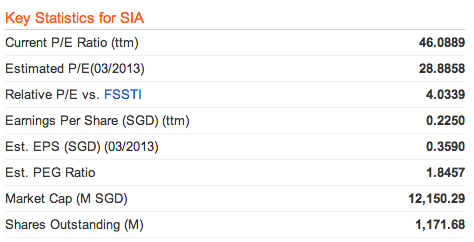 Key Statistics for SIA
Current P/E Ratio (ttm) 46.0889
Estimated P/E(03/2013) 28.8858
Relative P/E vs. FSSTI 4.0339
Earnings Per Share (SGD) (ttm) 0.2250
Est. EPS (SGD) (03/2013) 0.3590
Est. PEG Ratio 1.8457
Market Cap (M SGD) 12,150.29
Shares Outstanding (M) 1,171.68